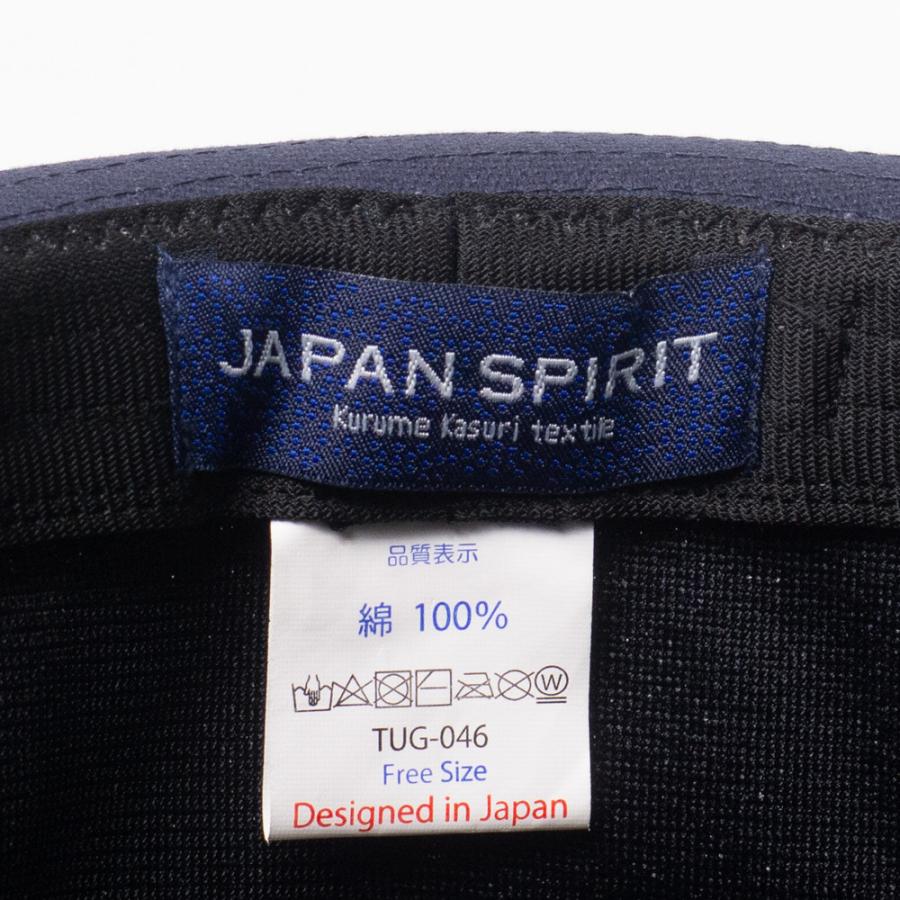 JAPAN SPIRIT
Kurume Kasuri textile
品質表示
綿 100%
W
TUG-046
Free Size
Designed in Japan